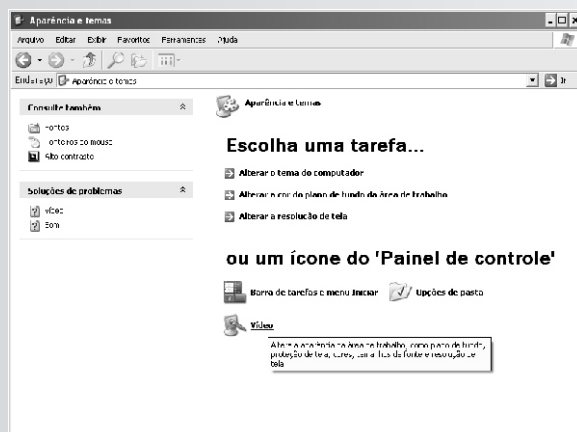 Aparência e temas
Arquivo Editar Exibir Favoritos Ferramentas Ajuda
Endereço Aparência e temas Ir
Consulte também
Fontes
Ponteiros do mouse
Alto contraste
Soluções de problemas
Vídeo
Som
Aparência e temas
Escolha uma tarefa...
Alterar o tema do computador
Alterar a cor do plano de fundo da área de trabalho
Alterar a resolução de tela
ou um ícone do 'Painel de controle'
Barra de tarefas e menu Iniciar Opções de pasta
Vídeo
Altera a aparência da área de trabalho, como plano de fundo,
proteção de tela, cores, tamanhos de fonte e resolução de
tela